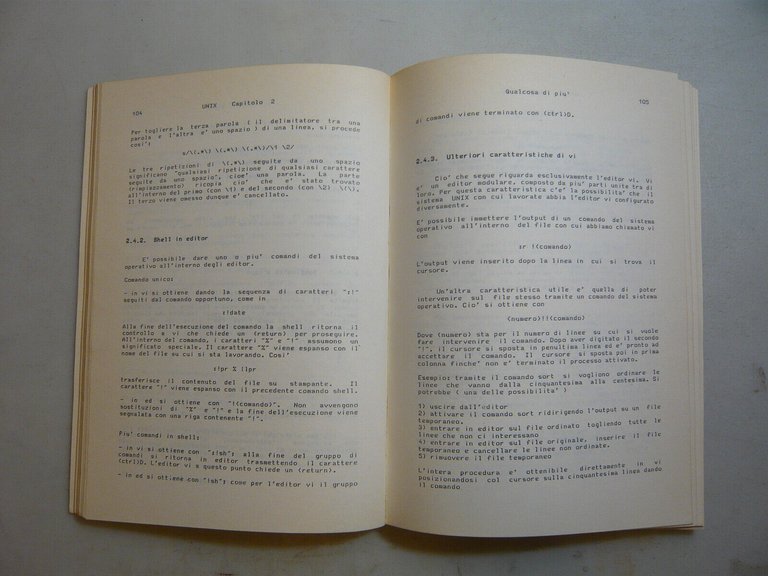 104 UNIX Capitolo 2
Per togliere la terza parola ( il delimitatore tra una
parola e l'altra e' uno spazio ) di una linea, si procede
cosi':
s/\(.*\) \(.*\) \(.*\)/\1 \2/
Le tre ripetizioni di \(.*\) seguite da uno spazio
significano "qualsiasi ripetizione di qualsiasi carattere
seguite da uno spazio", cioe' una parola. La parte
(rimpiazzamento) ricopia cio' che e' stato trovato
all'interno del primo (con \1) e del secondo (con \2) \(\).
Il terzo viene omesso dunque e' cancellato.
2.4.2. Shell in editor
E' possibile dare uno o piu' comandi del sistema
operativo all'interno degli editor.
Comando unico:
- in vi si ottiene dando la sequenza di caratteri ":!"
seguiti dal comando opportuno, come in
:!date
Alla fine dell'esecuzione del comando la shell ritorna il
controllo a vi che chiede un (return) per proseguire.
All'interno del comando, i caratteri "%" e "!" assumono un
significato speciale. Il carattere "%" viene espanso con il
nome del file su cui si sta lavorando. Cosi'
:!pr % |lpr
trasferisce il contenuto del file su stampante. Il
carattere "!" viene espanso con il precedente comando shell.
- in ed si ottiene con "!(comando)". Non avvengono
sostituzioni di "%" e "!" e la fine dell'esecuzione viene
segnalata con una riga contenente "!".
Piu' comandi in shell:
- in vi si ottiene con ":!sh"; alla fine del gruppo di
comandi si ritorna in editor trasmettendo il carattere
(ctrl)D. L'editor vi a questo punto chiede un (return).
- in ed si ottiene con "!sh"; come per l'editor vi il gruppo
Qualcosa di piu' 105
di comandi viene terminato con (ctrl)D.
2.4.3. Ulteriori caratteristiche di vi
Cio' che segue riguarda esclusivamente l'editor vi. Vi
e' un editor modulare, composto da piu' parti unite tra di
loro. Per questa caratteristica c'e' la possibilita' che il
sistema UNIX con cui lavorate abbia l'editor vi configurato
diversamente.
E' possibile immettere l'output di un comando del sistema
operativo all'interno del file con cui abbiamo chiamato vi
con
:r !(comando)
L'output viene inserito dopo la linea in cui si trova il
cursore.
Un'altra caratteristica utile e' quella di poter
intervenire sul file stesso tramite un comando del sistema
operativo. Cio' si ottiene con
(numero)!!(comando)
Dove (numero) sta per il numero di linee su cui si vuole
fare intervenire il comando. Dopo aver digitato il secondo
"!", il cursore si sposta in penultima linea ed e' pronto ad
accettare il comando. Il cursore si sposta poi in prima
colonna finche' non e' terminato il processo attivato.
Esempio: tramite il comando sort si vogliono ordinare le
linee che vanno dalla cinquantesima alla centesima. Si
potrebbe ( una delle possibilita' )
1) uscire dall'editor
2) attivare il comando sort ridirigendo l'output su un file
temporaneo.
3) entrare in editor sul file ordinato togliendo tutte le
linee che non ci interessano
4) entrare in editor sul file originale, inserire il file
temporaneo e cancellare le linee non ordinate.
5) rimuovere il file temporaneo
L'intera procedura e' ottenibile direttamente in vi
posizionandosi col cursore sulla cinquantesima linea dando
il comando